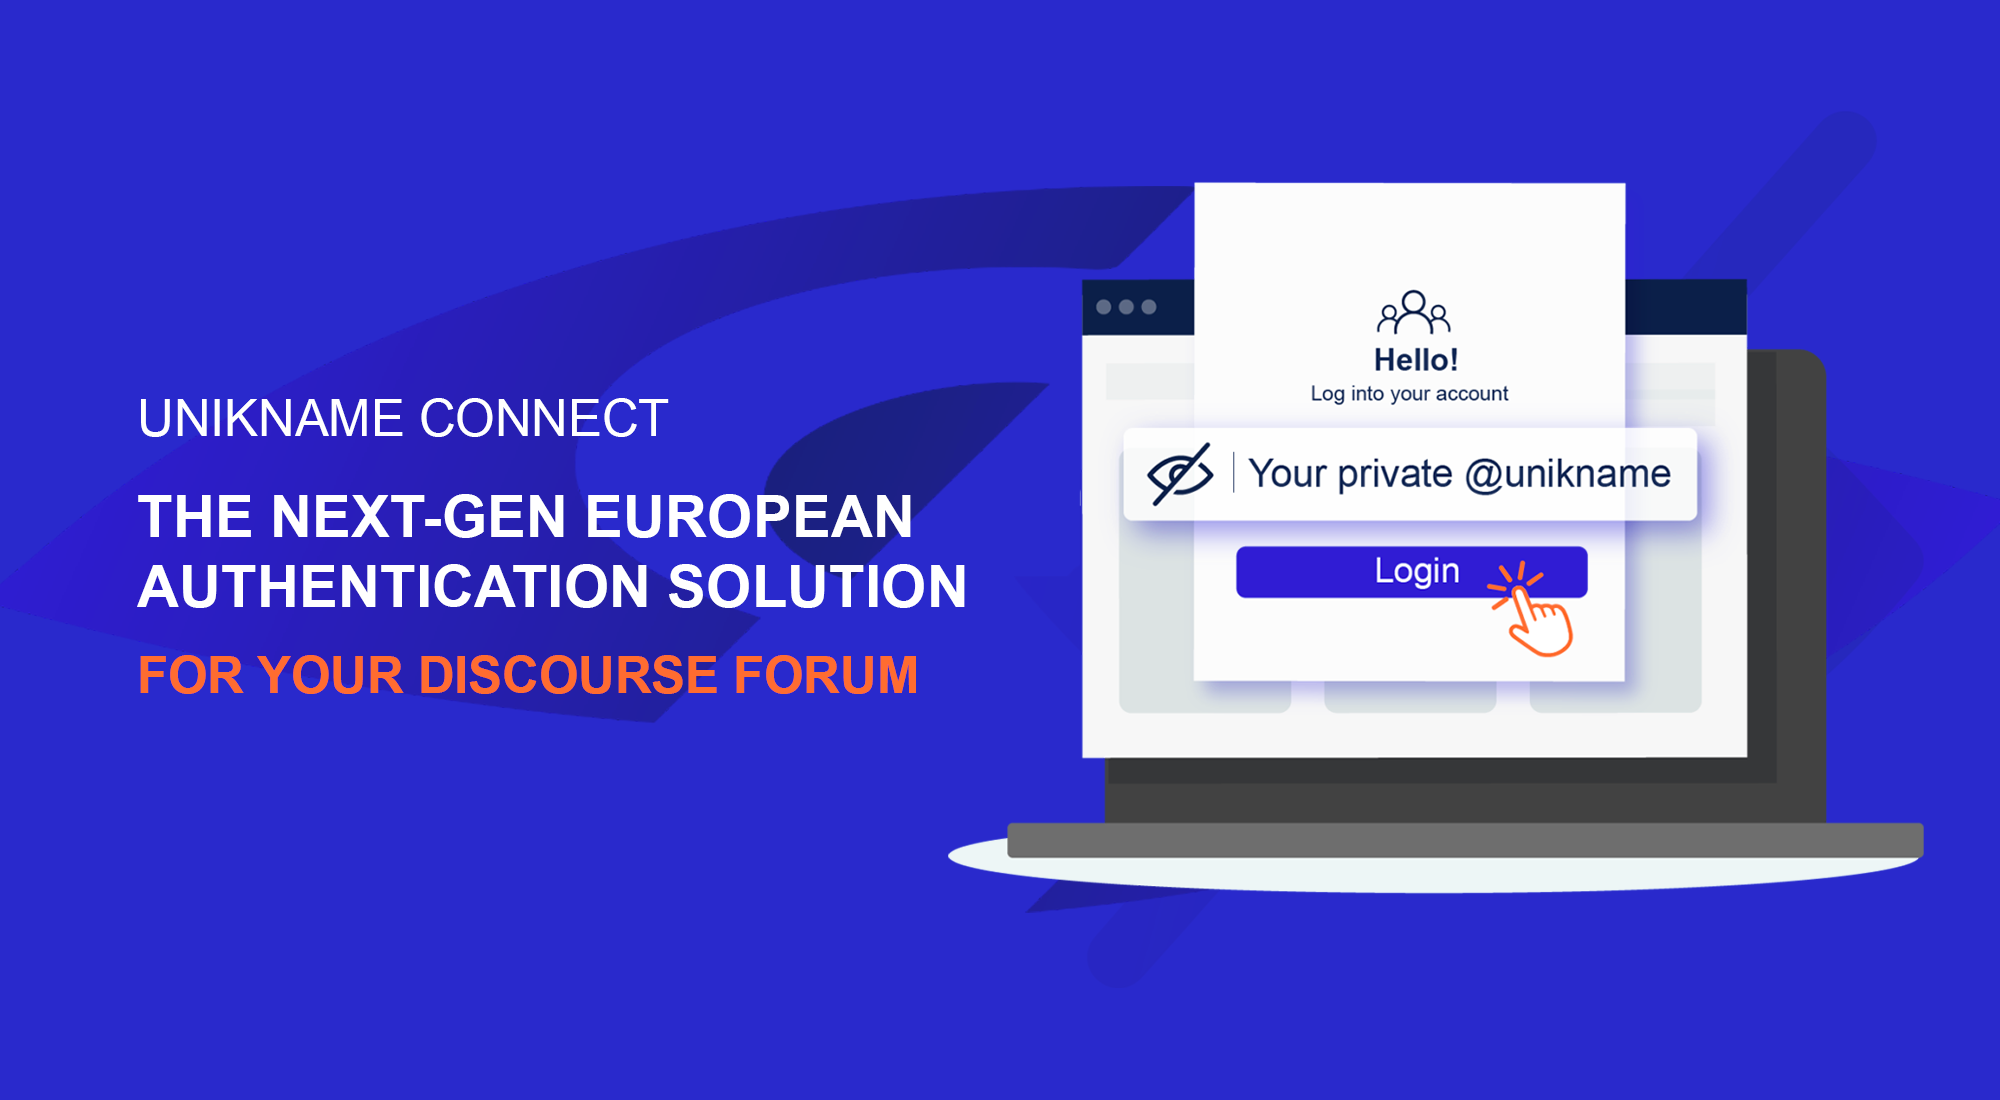 UNIKNAME CONNECT
THE NEXT-GEN EUROPEAN
AUTHENTICATION SOLUTION
FOR YOUR DISCOURSE FORUM
Hello!
Log into your account
Your private @unikname
Login